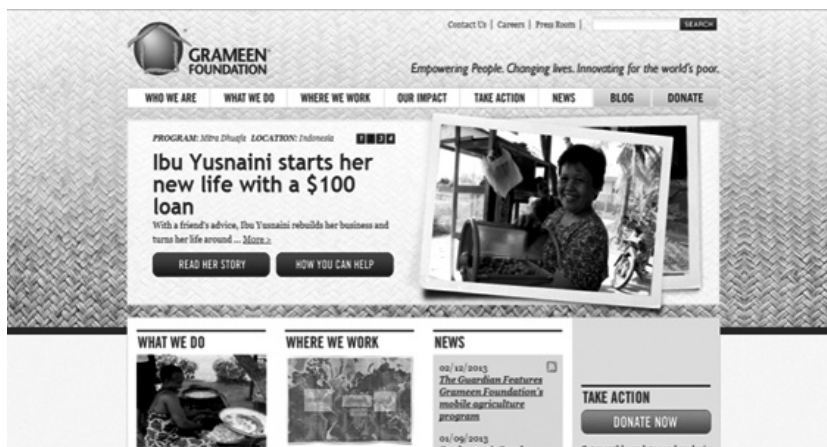 Contact Us | Careers | Press Room |
SEARCH
GRAMEEN
FOUNDATION
Empowering People. Changing lives. Innovating for the world's poor.
WHO WE ARE WHAT WE DO WHERE WE WORK OUR IMPACT TAKE ACTION NEWS BLOG DONATE
PROGRAM: Mitra Dhuafa LOCATION: Indonesia
Ibu Yusnaini starts her
new life with a $100
loan
With a friend's advice, Ibu Yusnaini rebuilds her business and
turns her life around ... More >
READ HER STORY HOW YOU CAN HELP
WHAT WE DO
WHERE WE WORK
NEWS
02/12/2013
The Guardian Features
Grameen Foundation's
mobile agriculture
program
01/09/2013
TAKE ACTION
DONATE NOW